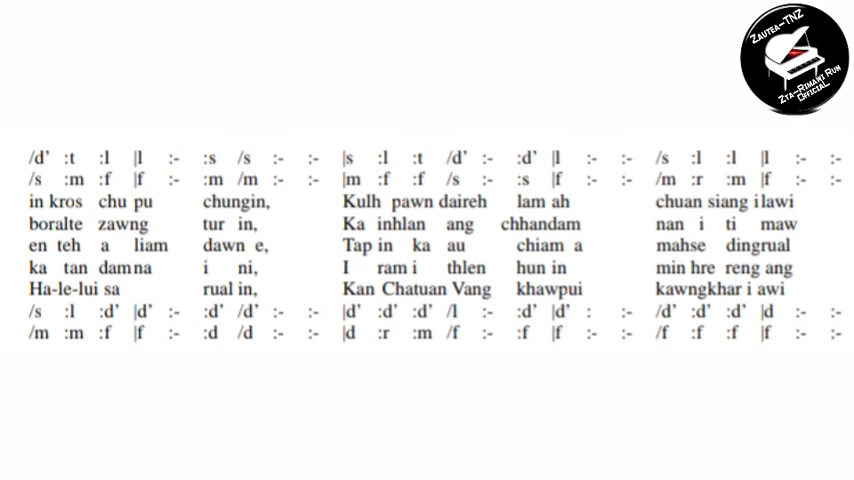 ZAUTEA-TNZ
ZTA-RIMAWI RUN
OFFICIAL
/d’ :t :l |l :- :s /s :- :- |s :l :t /d’ :- :d’ |l :- :- /s :l :l |l :- :-
/s :m :f |f :- :m /m :- :- |m :f :f /s :- :s |f :- :- /m :r :m |f :- :-
in kros chu pu chungin, Kulh pawn daireh lam ah chuan siang i lawi
boralte zawng tur in, Ka inhlan ang chhandam nan i ti maw
en teh a liam dawn e, Tap in ka au chiam a mahse dingrual
ka tan damna i ni, I ram i thlen hun in min hre reng ang
Ha-le-lui sa rual in, Kan Chatuan Vang khawpui kawngkhar i awi
/s :l :d’ |d’ :- :d’ /d’ :- :- |d’ :d’ :d’ /l :- :d’ |d’ : :- /d’ :d’ :d’ |d :- :-
/m :m :f |f :- :d /d :- :- |d :r :m /f :- :f |f :- :- /f :f :f |f :- :-